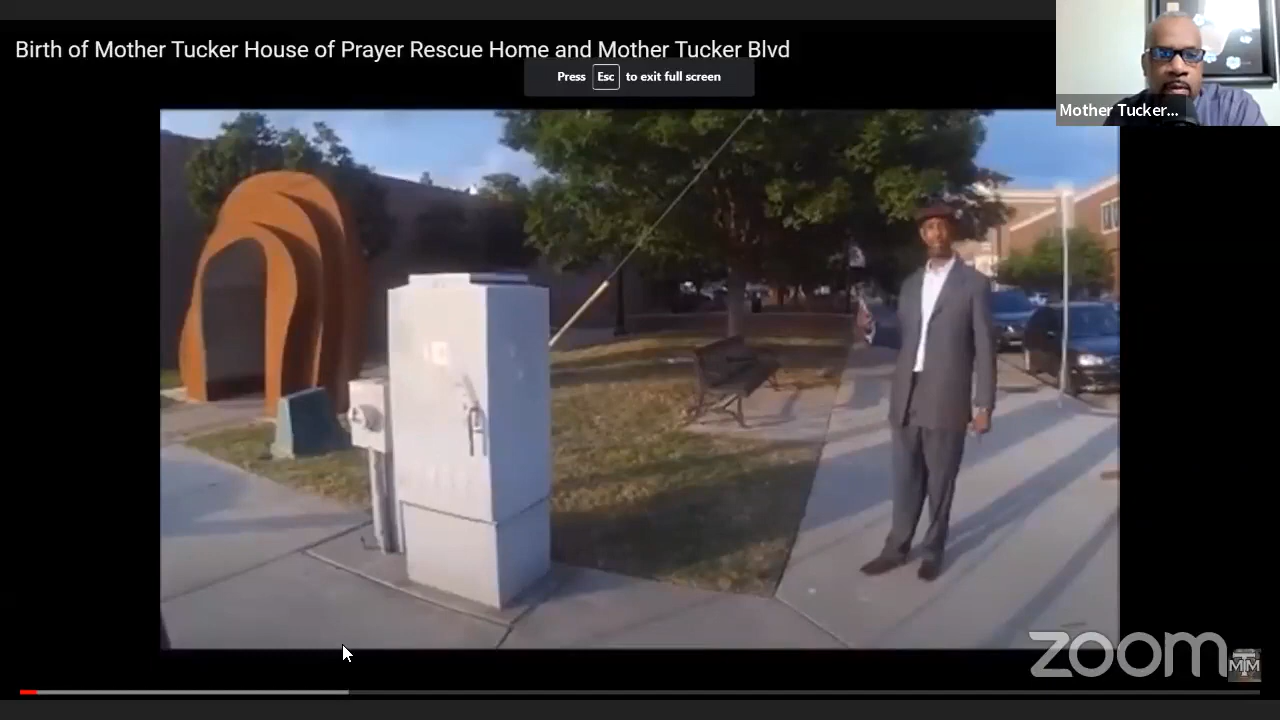 Birth of Mother Tucker House of Prayer Rescue Home and Mother Tucker Blvd
Press Esc to exit full screen
Mother Tucker...
zoom
MTM